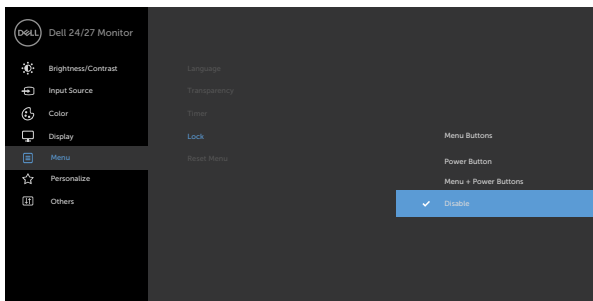 DELL
Dell 24/27 Monitor
Brightness/Contrast
Input Source
Color
Display
Menu
Personalize
Others
Language
Transparency
Timer
Lock
Reset Menu
Menu Buttons
Power Button
Menu + Power Buttons
Disable